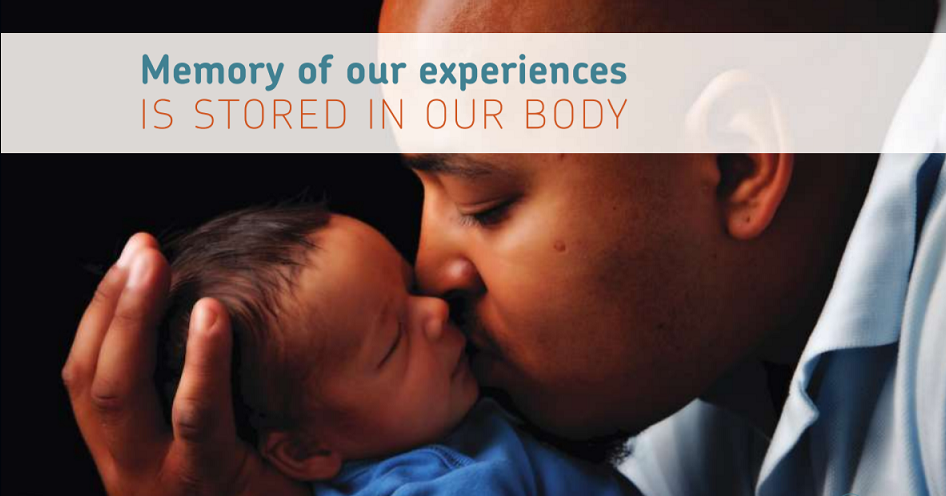 Memory of our experiences
IS STORED IN OUR BODY